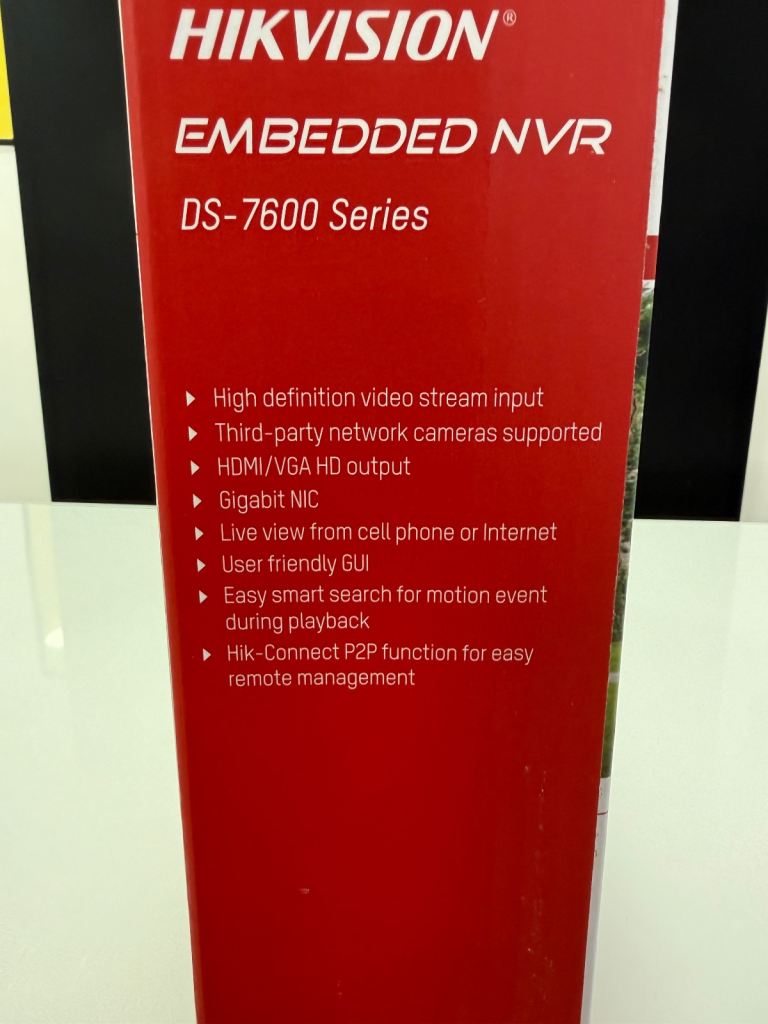 HIKVISION®
EMBEDDED NVR
DS-7600 Series
High definition video stream input
Third-party network cameras supported
HDMI/VGA HD output
Gigabit NIC
Live view from cell phone or Internet
User friendly GUI
Easy smart search for motion event
during playback
Hik-Connect P2P function for easy
remote management